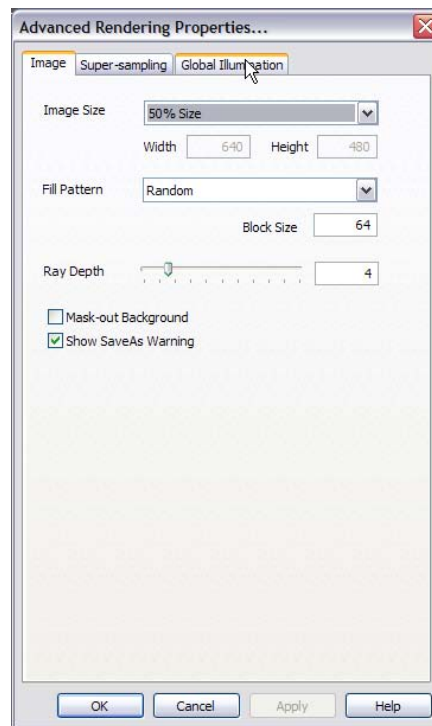 Advanced Rendering Properties...
Image Super-sampling Global Illumination
Image Size 50% Size
Width 640 Height 480
Fill Pattern Random
Block Size 64
Ray Depth 4
Mask-out Background
Show SaveAs Warning
OK Cancel Apply Help